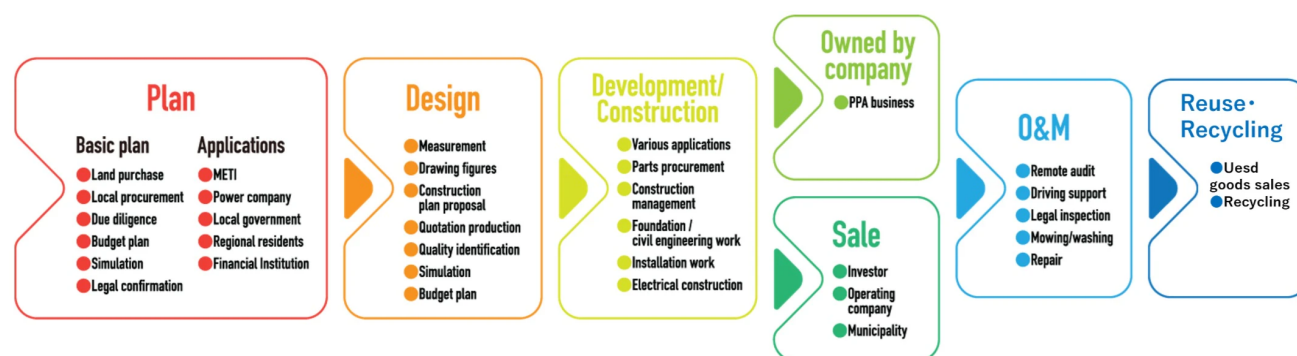 Plan
Basic plan
Land purchase
Local procurement
Due diligence
Budget plan
Simulation
Legal confirmation
Applications
METI
Power company
Local government
Regional residents
Financial Institution
Design
Measurement
Drawing figures
Construction
plan proposal
Quotation production
Quality identification
Simulation
Budget plan
Development/
Construction
Various applications
Parts procurement
Construction
management
Foundation /
civil engineering work
Installation work
Electrical construction
Owned by
company
PPA business
Sale
Investor
Operating
company
Municipality
O&M
Remote audit
Driving support
Legal inspection
Mowing/washing
Repair
Reuse・
Recycling
Uesd
goods sales
Recycling